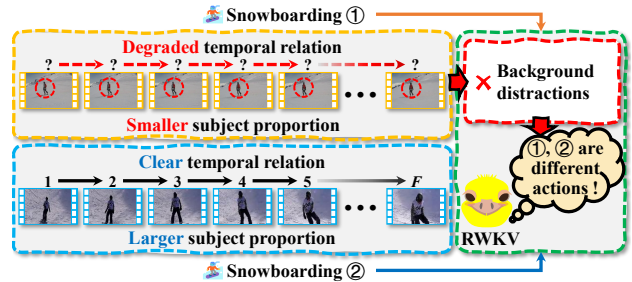 Snowboarding ①
Degraded temporal relation
? ? ? ? ? ?
Smaller subject proportion
Background
distractions
①, ② are
different
actions !
RWKV
Clear temporal relation
1 2 3 4 5 F
Larger subject proportion
Snowboarding ②